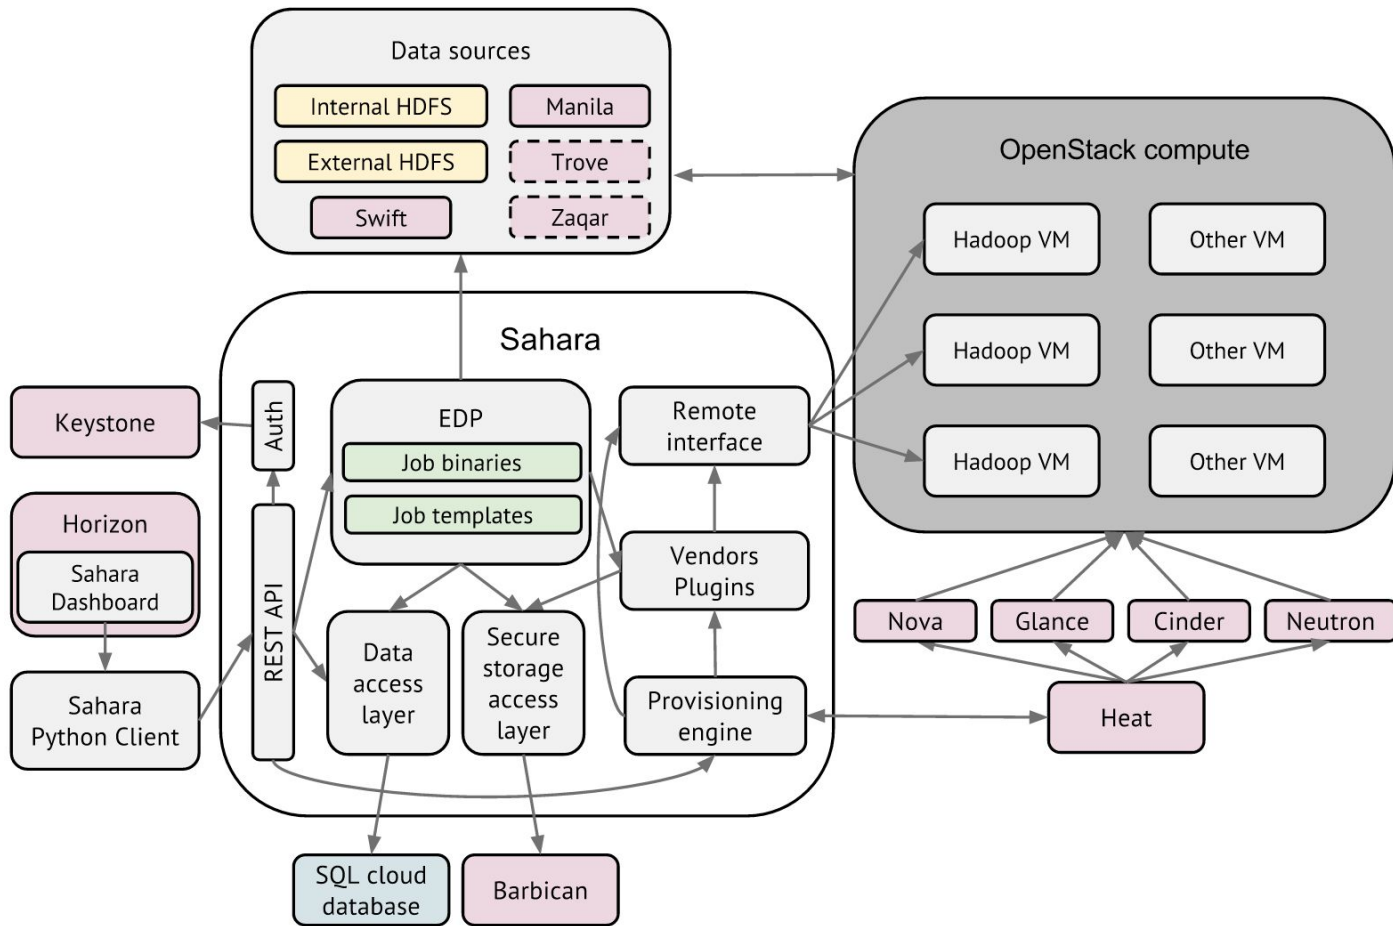 Data sources
Internal HDFS
Manila
External HDFS
Trove
Swift
Zaqar
OpenStack compute
Hadoop VM
Other VM
Hadoop VM
Other VM
Hadoop VM
Other VM
Sahara
Keystone
Auth
EDP
Job binaries
Job templates
Remote
interface
Horizon
Sahara
Dashboard
REST API
Vendors
Plugins
Sahara
Python Client
Data
access
layer
Secure
storage
access
layer
Provisioning
engine
Nova
Glance
Cinder
Neutron
Heat
SQL cloud
database
Barbican